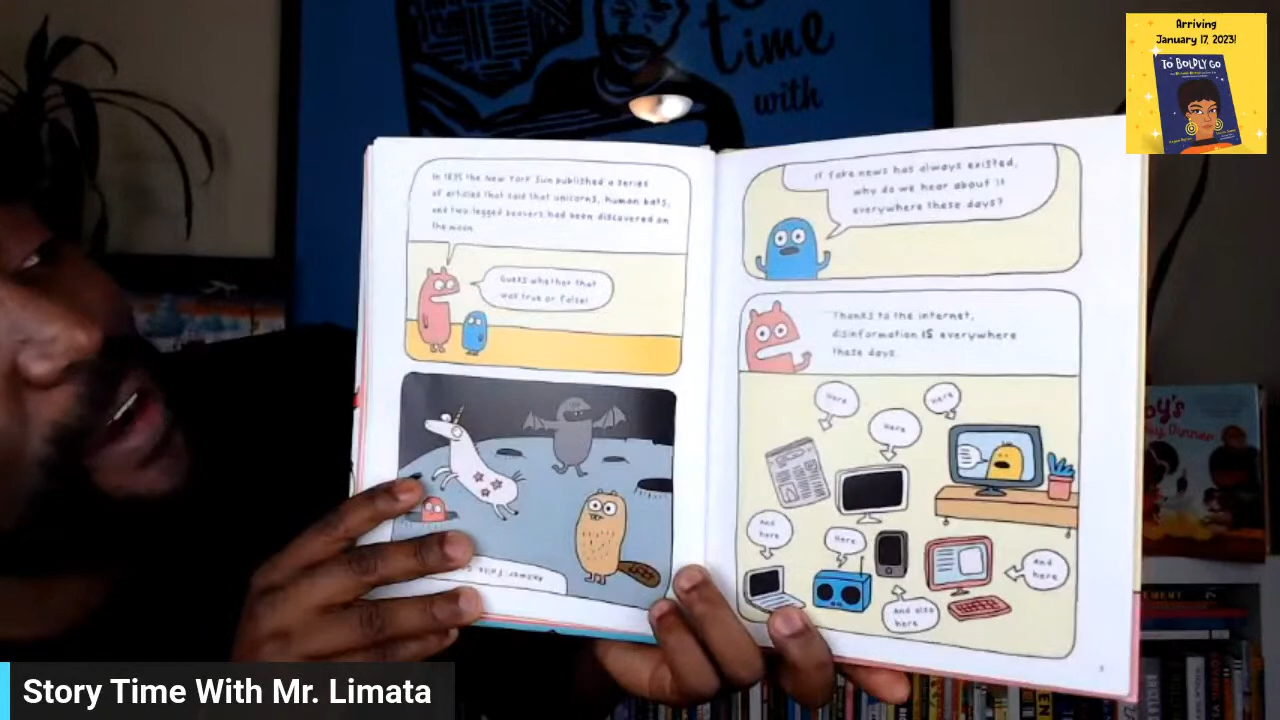 time
with
Arriving
January 17, 2023!
TO BOLDLY GO
In 1835 the New York Sun published a series
of articles that said that unicorns, human bats,
and two-legged beavers had been discovered on
the moon.
Guess whether that
was true or false!
Answer: False.
If fake news has always existed,
why do we hear about it
everywhere these days?
Thanks to the internet,
disinformation IS everywhere
these days.
Here
Here
Here
And
here
Here
And
here
And also
here
Dinner
Story Time With Mr. Limata